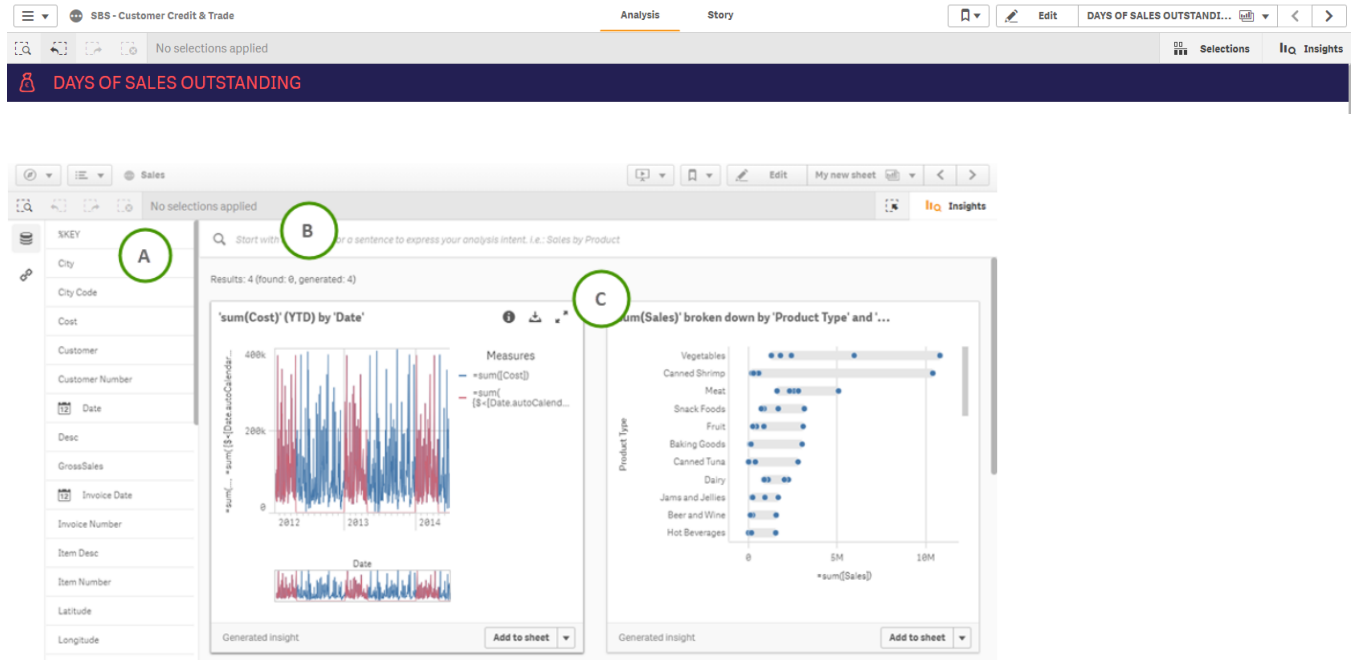 SBS - Customer Credit & Trade
Analysis
Story
Edit
DAYS OF SALES OUTSTANDI...
No selections applied
Selections
Insights
DAYS OF SALES OUTSTANDING
Sales
Edit
My new sheet
No selections applied
Insights
%KEY
City
City Code
Cost
Customer
Customer Number
12 Date
Desc
GrossSales
12 Invoice Date
Invoice Number
Item Desc
Item Number
Latitude
Longitude
A
B
C
Start with or a sentence to express your analysis intent. i.e.: Sales by Product
Results: 4 (found: 0, generated: 4)
'sum(Cost)' (YTD) by 'Date'
Measures
=sum([Cost])
=sum(
{$<[Date.autoCalend...
=sum(..., =sum({$<[Date.autoCalendar...
400k
200k
0
2012
2013
2014
Date
Generated insight
Add to sheet
um(Sales)' broken down by 'Product Type' and '...
Product Type
Vegetables
Canned Shrimp
Meat
Snack Foods
Fruit
Baking Goods
Canned Tuna
Dairy
Jams and Jellies
Beer and Wine
Hot Beverages
0
5M
10M
=sum([Sales])
Generated insight
Add to sheet